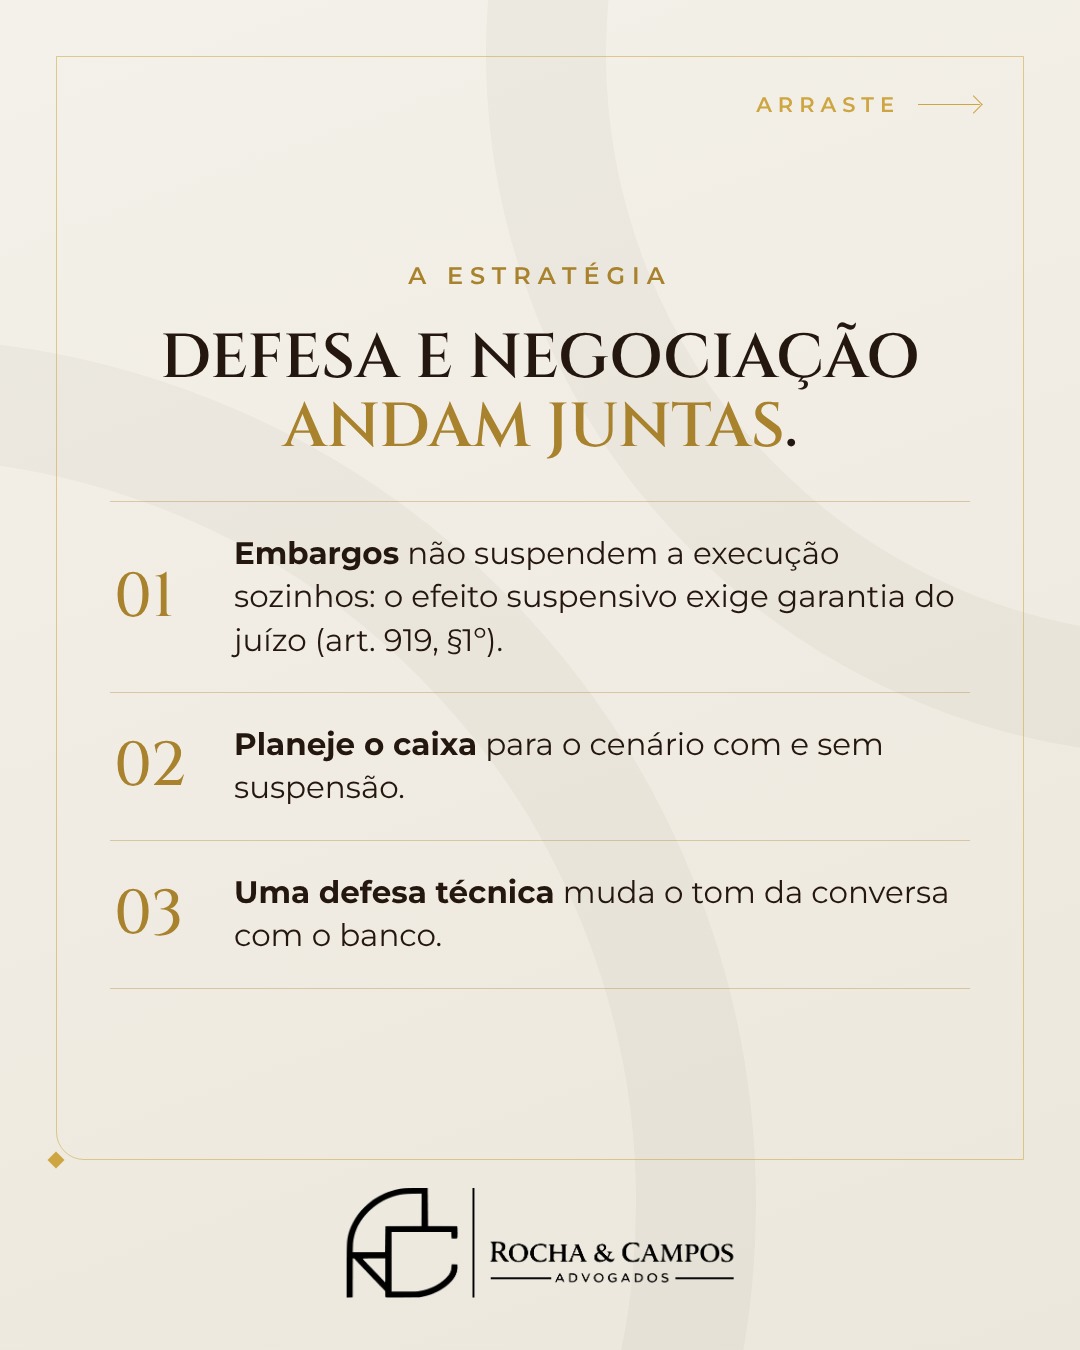 ARRASTE
A ESTRATÉGIA
DEFESA E NEGOCIAÇÃO
ANDAM JUNTAS.
01
Embargos não suspendem a execução
sozinhos: o efeito suspensivo exige garantia do
juízo (art. 919, §1º).
02
Planeje o caixa para o cenário com e sem
suspensão.
03
Uma defesa técnica muda o tom da conversa
com o banco.
ROCHA & CAMPOS
ADVOGADOS